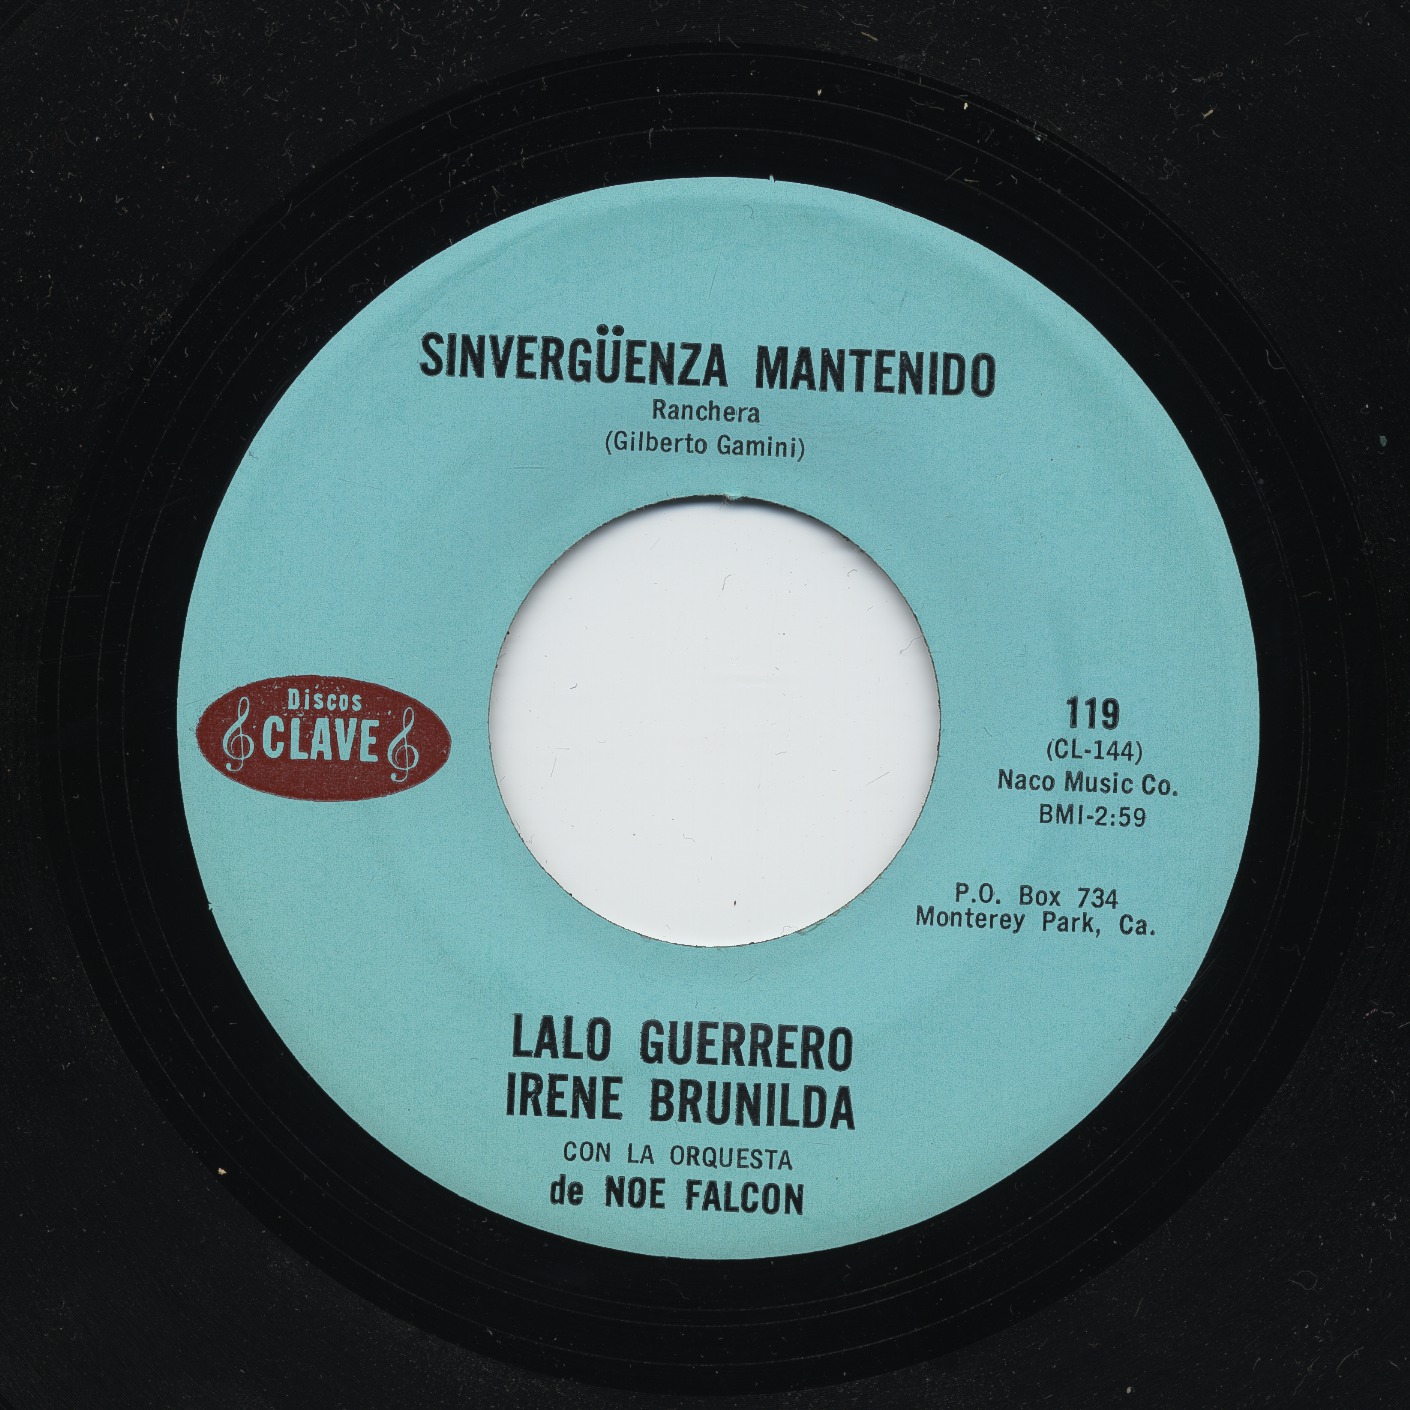 SINVERGÜENZA MANTENIDO
Ranchera
(Gilberto Gamini)
Discos
CLAVE
119
(CL-144)
Naco Music Co.
BMI-2:59
P.O. Box 734
Monterey Park, Ca.
LALO GUERRERO
IRENE BRUNILDA
CON LA ORQUESTA
de NOE FALCON